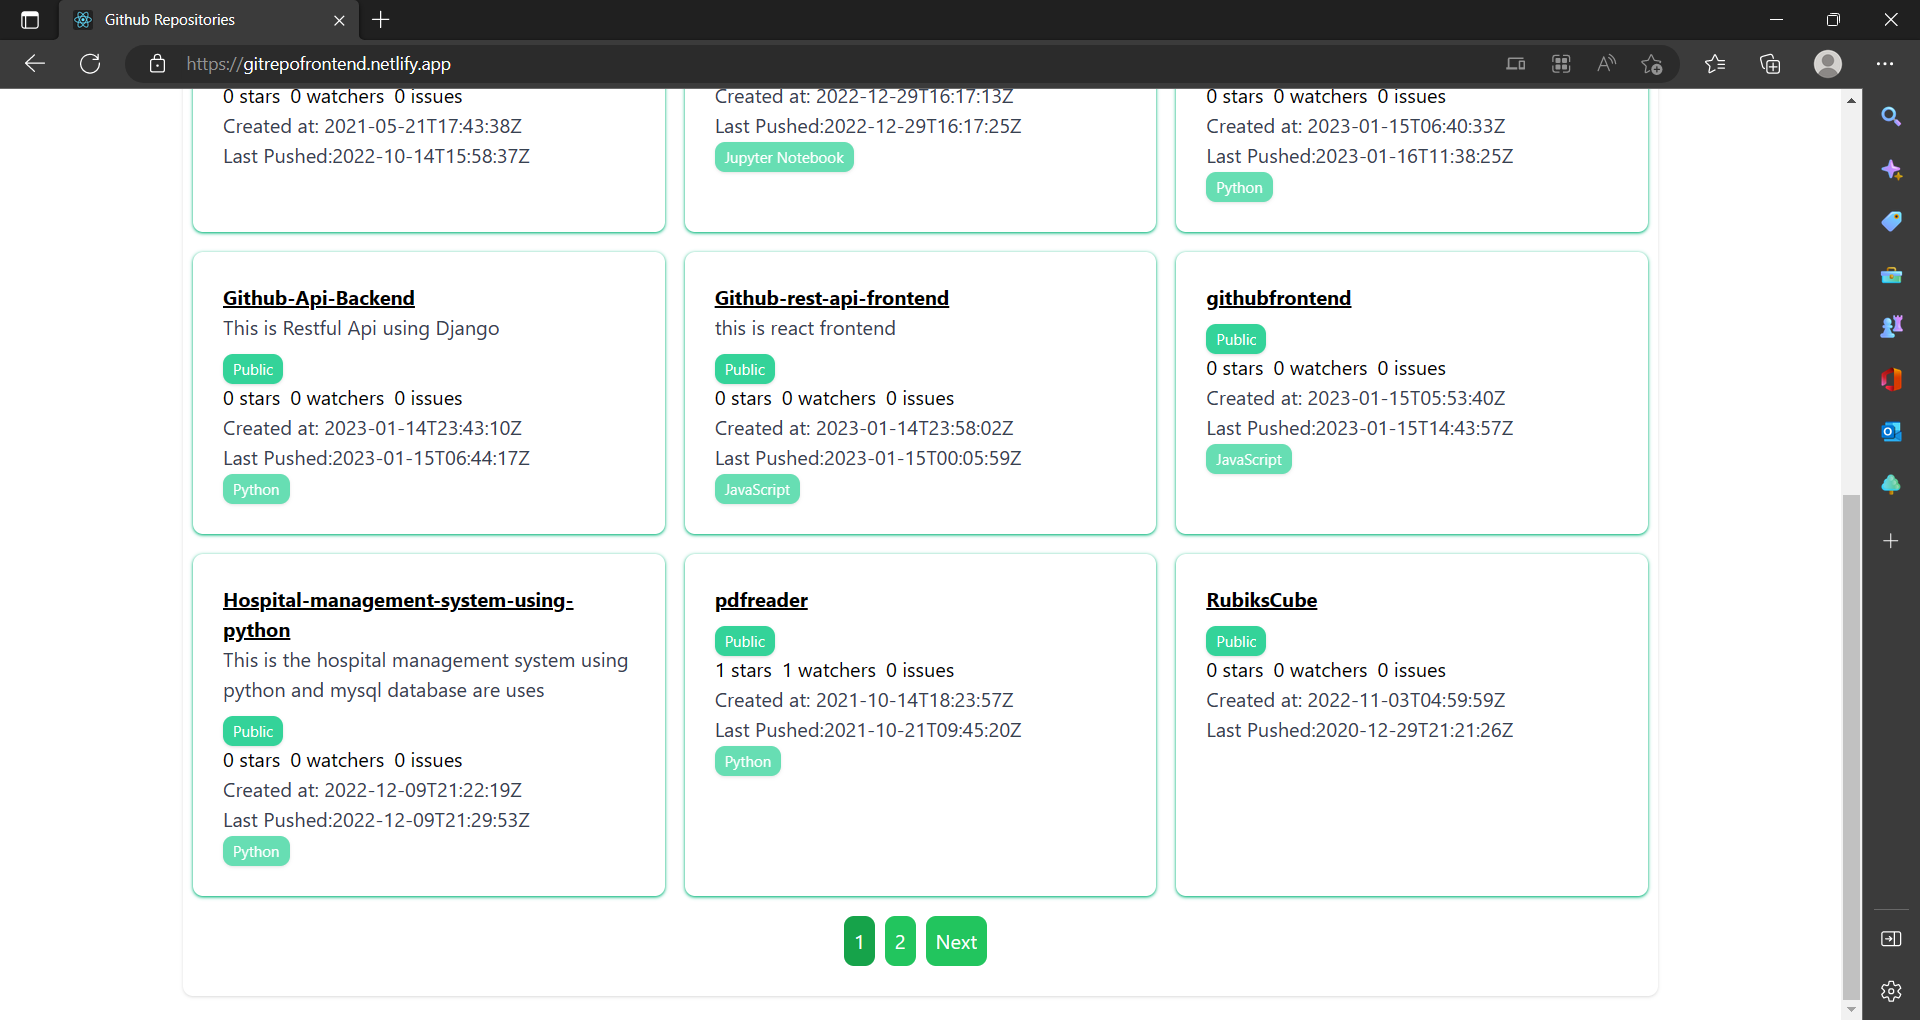 Github Repositories
https://gitrepofrontend.netlify.app
0 stars 0 watchers 0 issues
Created at: 2021-05-21T17:43:38Z
Last Pushed:2022-10-14T15:58:37Z
Created at: 2022-12-29T16:17:13Z
Last Pushed:2022-12-29T16:17:25Z
Jupyter Notebook
0 stars 0 watchers 0 issues
Created at: 2023-01-15T06:40:33Z
Last Pushed:2023-01-16T11:38:25Z
Python
Github-Api-Backend
This is Restful Api using Django
Public
0 stars 0 watchers 0 issues
Created at: 2023-01-14T23:43:10Z
Last Pushed:2023-01-15T06:44:17Z
Python
Github-rest-api-frontend
this is react frontend
Public
0 stars 0 watchers 0 issues
Created at: 2023-01-14T23:58:02Z
Last Pushed:2023-01-15T00:05:59Z
JavaScript
githubfrontend
Public
0 stars 0 watchers 0 issues
Created at: 2023-01-15T05:53:40Z
Last Pushed:2023-01-15T14:43:57Z
JavaScript
Hospital-management-system-using-
python
This is the hospital management system using
python and mysql database are uses
Public
0 stars 0 watchers 0 issues
Created at: 2022-12-09T21:22:19Z
Last Pushed:2022-12-09T21:29:53Z
Python
pdfreader
Public
1 stars 1 watchers 0 issues
Created at: 2021-10-14T18:23:57Z
Last Pushed:2021-10-21T09:45:20Z
Python
RubiksCube
Public
0 stars 0 watchers 0 issues
Created at: 2022-11-03T04:59:59Z
Last Pushed:2020-12-29T21:21:26Z
1 2 Next